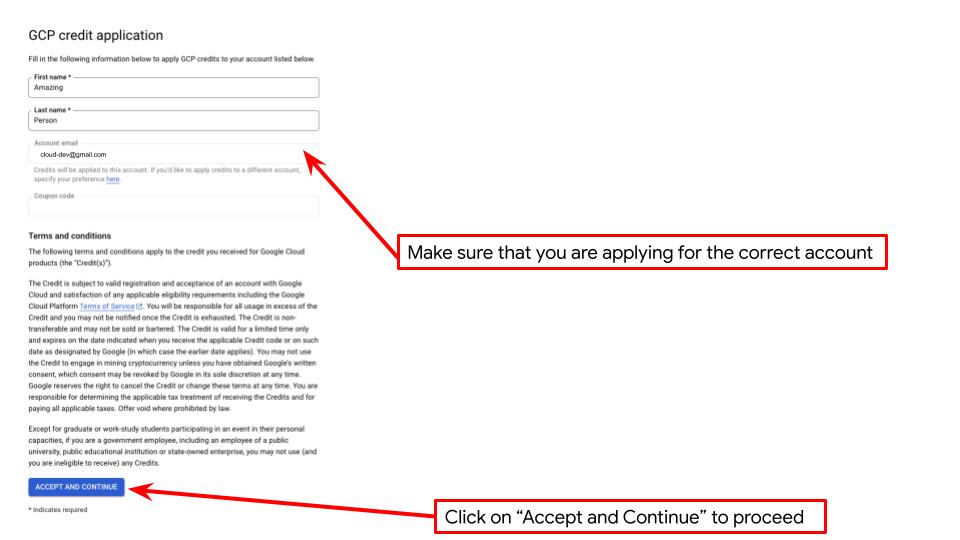 GCP credit application
Fill in the following information below to apply GCP credits to your account listed below.
First name *
Amazing
Last name *
Person
Account email
cloud-dev@gmail.com
Credits will be applied to this account. If you'd like to apply credits to a different account,
specify your preference here.
Coupon code
Make sure that you are applying for the correct account
Terms and conditions
The following terms and conditions apply to the credit you received for Google Cloud
products (the "Credit(s)").
The Credit is subject to valid registration and acceptance of an account with Google
Cloud and satisfaction of any applicable eligibility requirements including the Google
Cloud Platform Terms of Service. You will be responsible for all usage in excess of the
Credit and you may not be notified once the Credit is exhausted. The Credit is non-
transferable and may not be sold or bartered. The Credit is valid for a limited time only
and expires on the date indicated when you receive the applicable Credit code or on such
date as designated by Google (in which case the earlier date applies). You may not use
the Credit to engage in mining cryptocurrency unless you have obtained Google's written
consent, which consent may be revoked by Google in its sole discretion at any time.
Google reserves the right to cancel the Credit or change these terms at any time. You are
responsible for determining the applicable tax treatment of receiving the Credits and for
paying all applicable taxes. Offer void where prohibited by law.
Except for graduate or work-study students participating in an event in their personal
capacities, if you are a government employee, including an employee of a public
university, public educational institution or state-owned enterprise, you may not use (and
you are ineligible to receive) any Credits.
ACCEPT AND CONTINUE
* Indicates required
Click on “Accept and Continue” to proceed